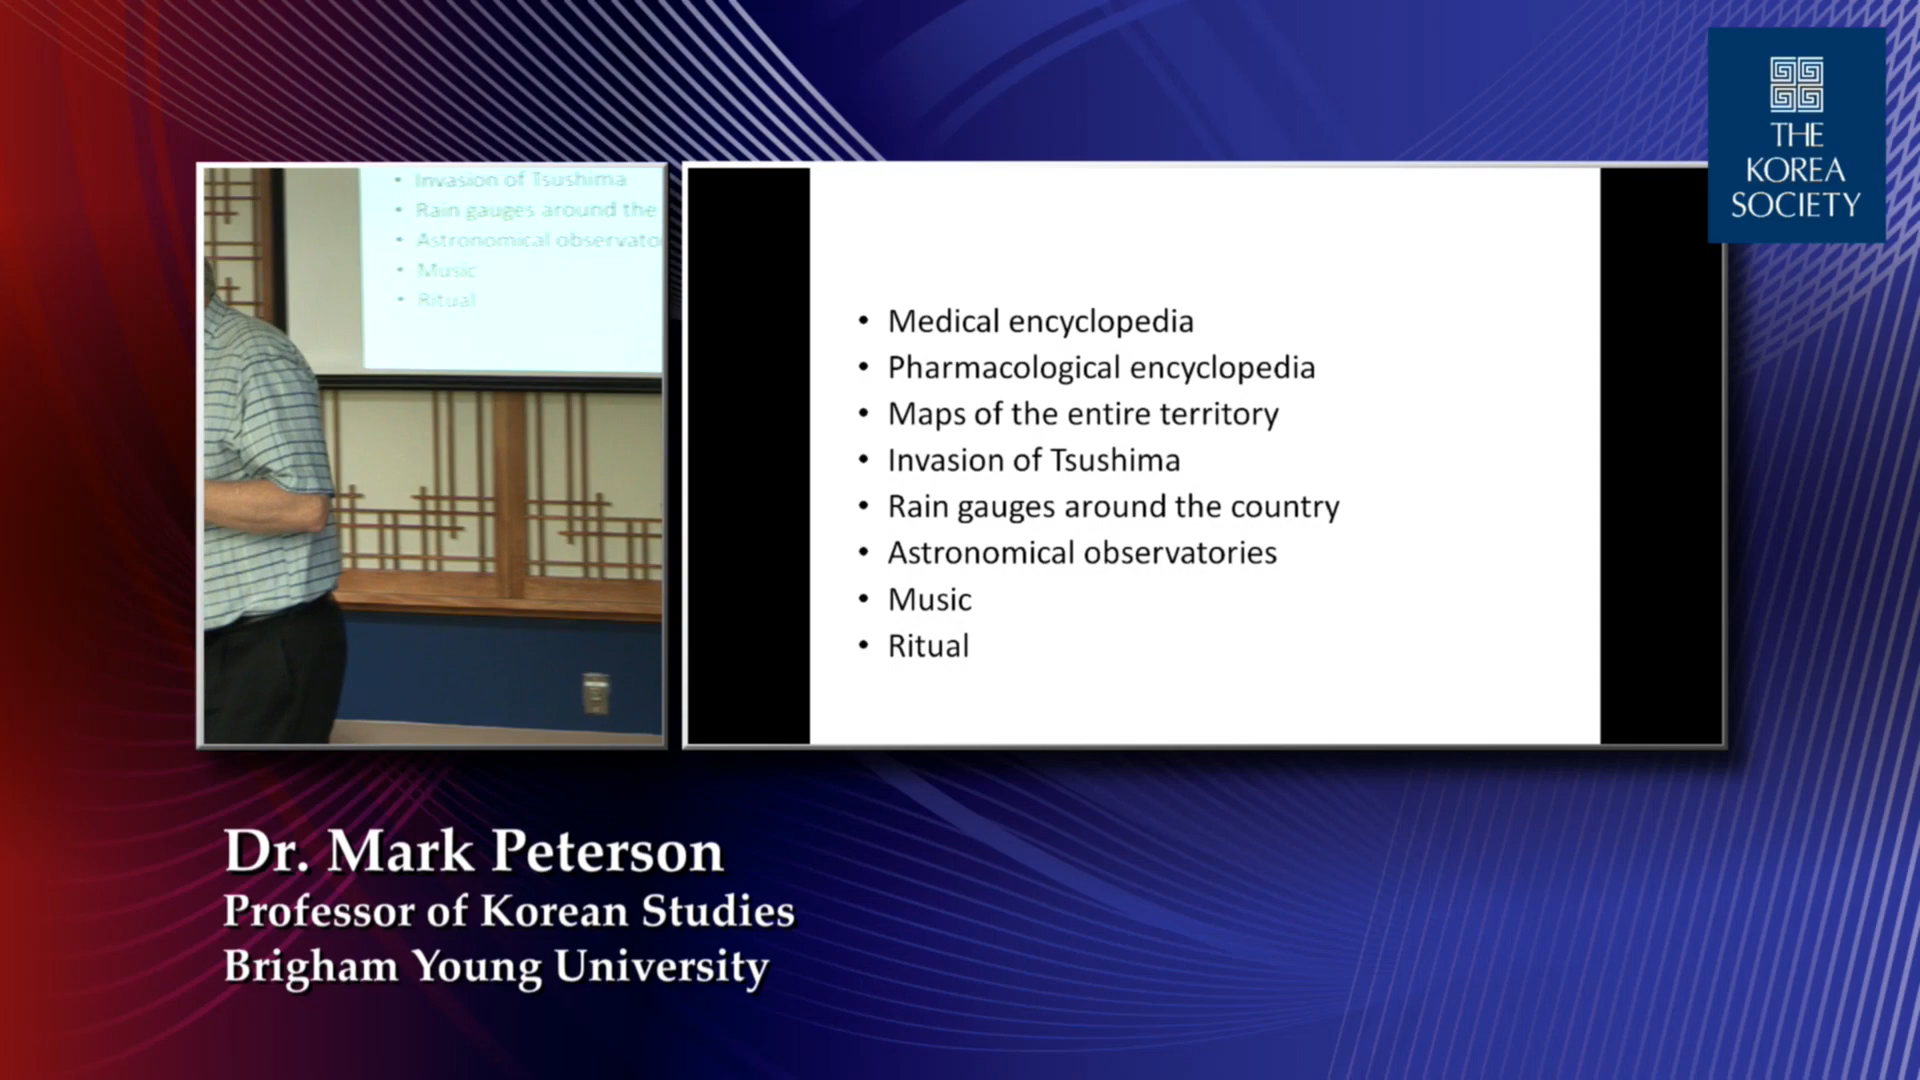 THE
KOREA
SOCIETY
Invasion of Tsushima
Rain gauges around the
Astronomical observato
Music
Ritual
• Medical encyclopedia
• Pharmacological encyclopedia
• Maps of the entire territory
• Invasion of Tsushima
• Rain gauges around the country
• Astronomical observatories
• Music
• Ritual
Dr. Mark Peterson
Professor of Korean Studies
Brigham Young University